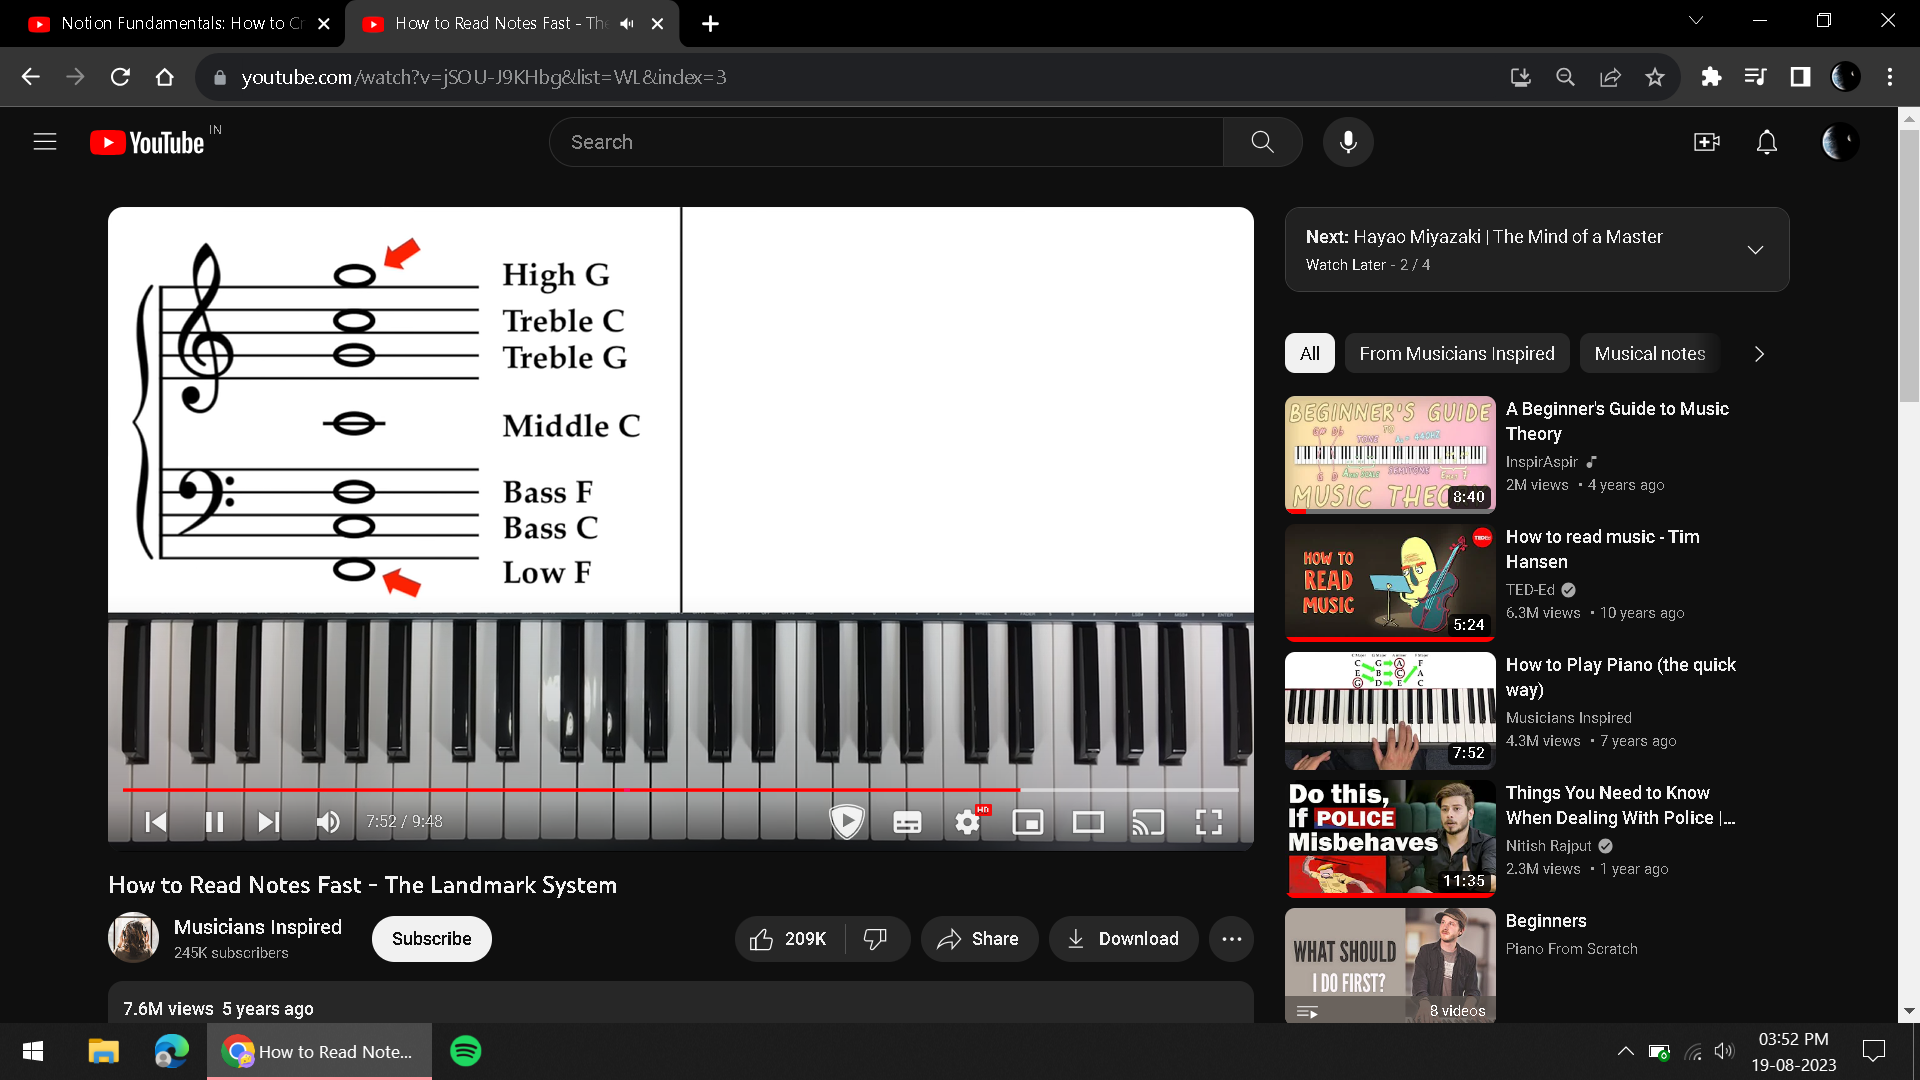 Notion Fundamentals: How to Cr
How to Read Notes Fast - The
youtube.com/watch?v=jSOU-J9KHbg&list=WL&index=3
YouTube IN
Search
High G
Treble C
Treble G
Middle C
Bass F
Bass C
Low F
7:52 / 9:48
HD
How to Read Notes Fast - The Landmark System
Musicians Inspired
245K subscribers
Subscribe
209K
Share
Download
7.6M views 5 years ago
Next: Hayao Miyazaki | The Mind of a Master
Watch Later - 2 / 4
All
From Musicians Inspired
Musical notes
BEGINNER'S GUIDE
TO
MUSIC
8:40
A Beginner's Guide to Music
Theory
InspirAspir
2M views • 4 years ago
HOW TO
READ
MUSIC
5:24
How to read music - Tim
Hansen
TED-Ed
6.3M views • 10 years ago
C G A F
E B C A
G D E C
7:52
How to Play Piano (the quick
way)
Musicians Inspired
4.3M views • 7 years ago
Do this,
If POLICE
Misbehaves
11:35
Things You Need to Know
When Dealing With Police |...
Nitish Rajput
2.3M views • 1 year ago
WHAT SHOULD
I DO FIRST?
8 videos
Beginners
Piano From Scratch
How to Read Note...
03:52 PM
19-08-2023